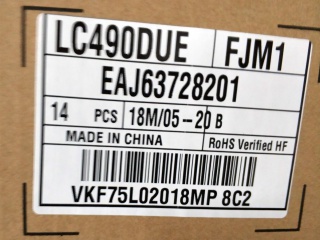 LC490DUE FJM1
EAJ63728201
14 PCS 18M/05-20 B
MADE IN CHINA RoHS Verified HF
VKF75L02018MP 8C2